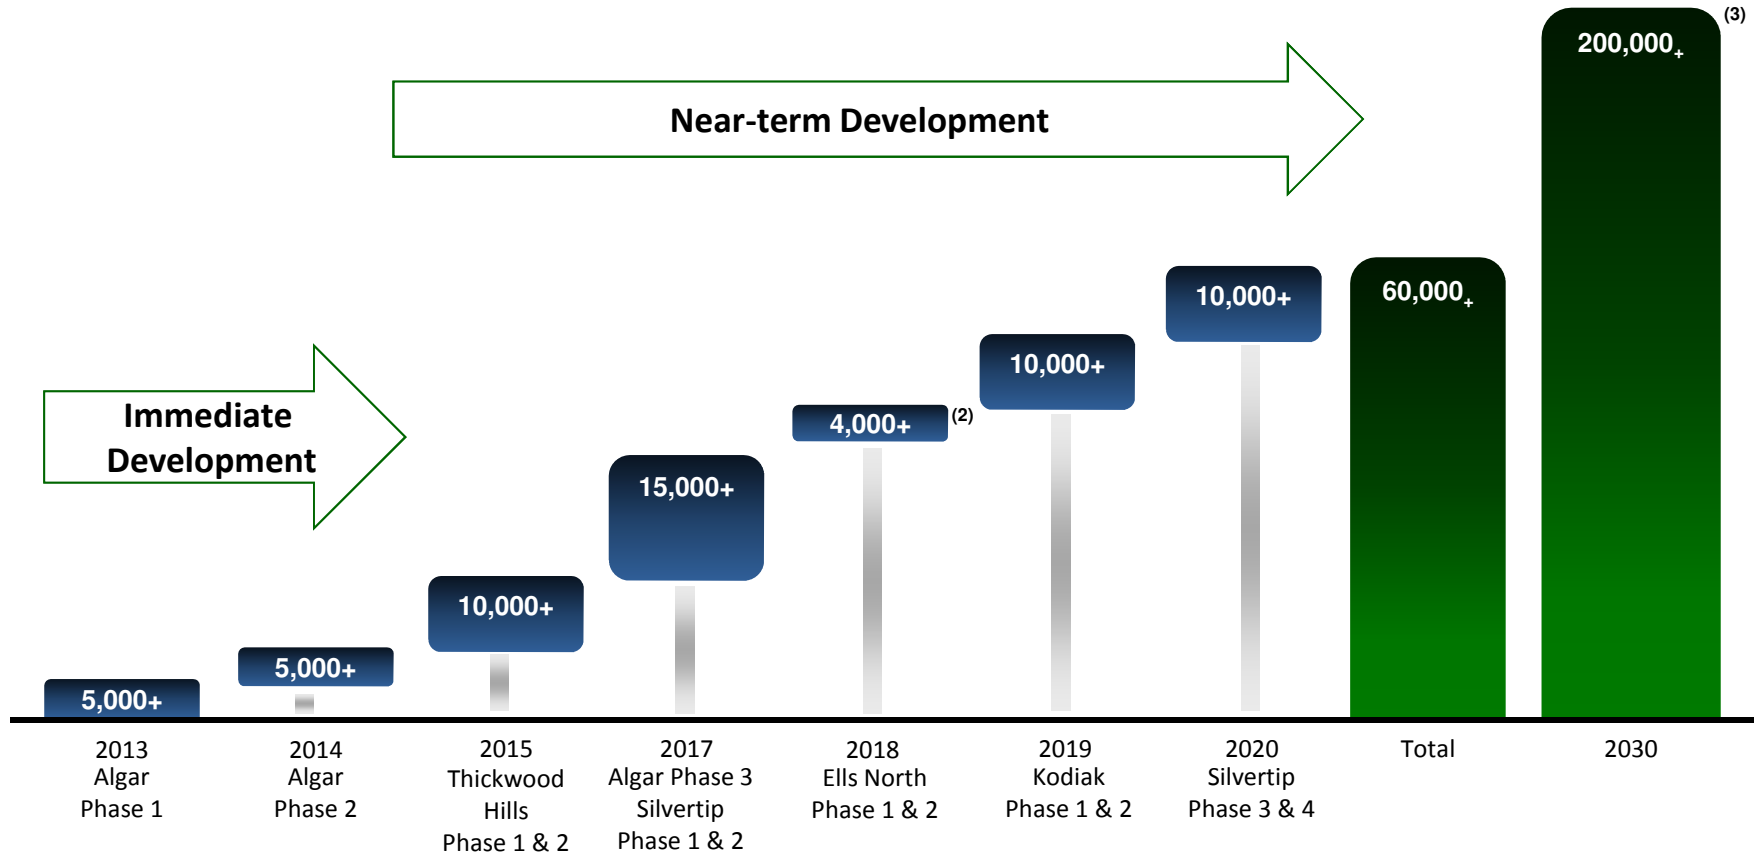 (3)
200,000+
Near-term Development
60,000+
10,000+
10,000+
4,000+ (2)
15,000+
Immediate
Development
10,000+
5,000+
5,000+
2013
Algar
Phase 1
2014
Algar
Phase 2
2015
Thickwood
Hills
Phase 1 & 2
2017
Algar Phase 3
Silvertip
Phase 1 & 2
2018
Ells North
Phase 1 & 2
2019
Kodiak
Phase 1 & 2
2020
Silvertip
Phase 3 & 4
Total
2030